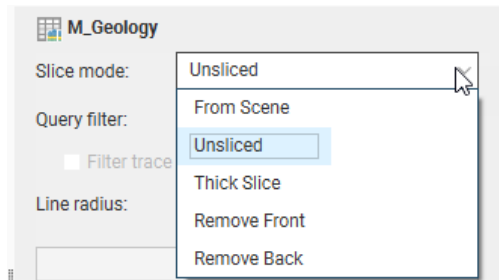 M_Geology
Slice mode: Unsliced
From Scene
Query filter:
Unsliced
Filter trace
Thick Slice
Line radius:
Remove Front
Remove Back